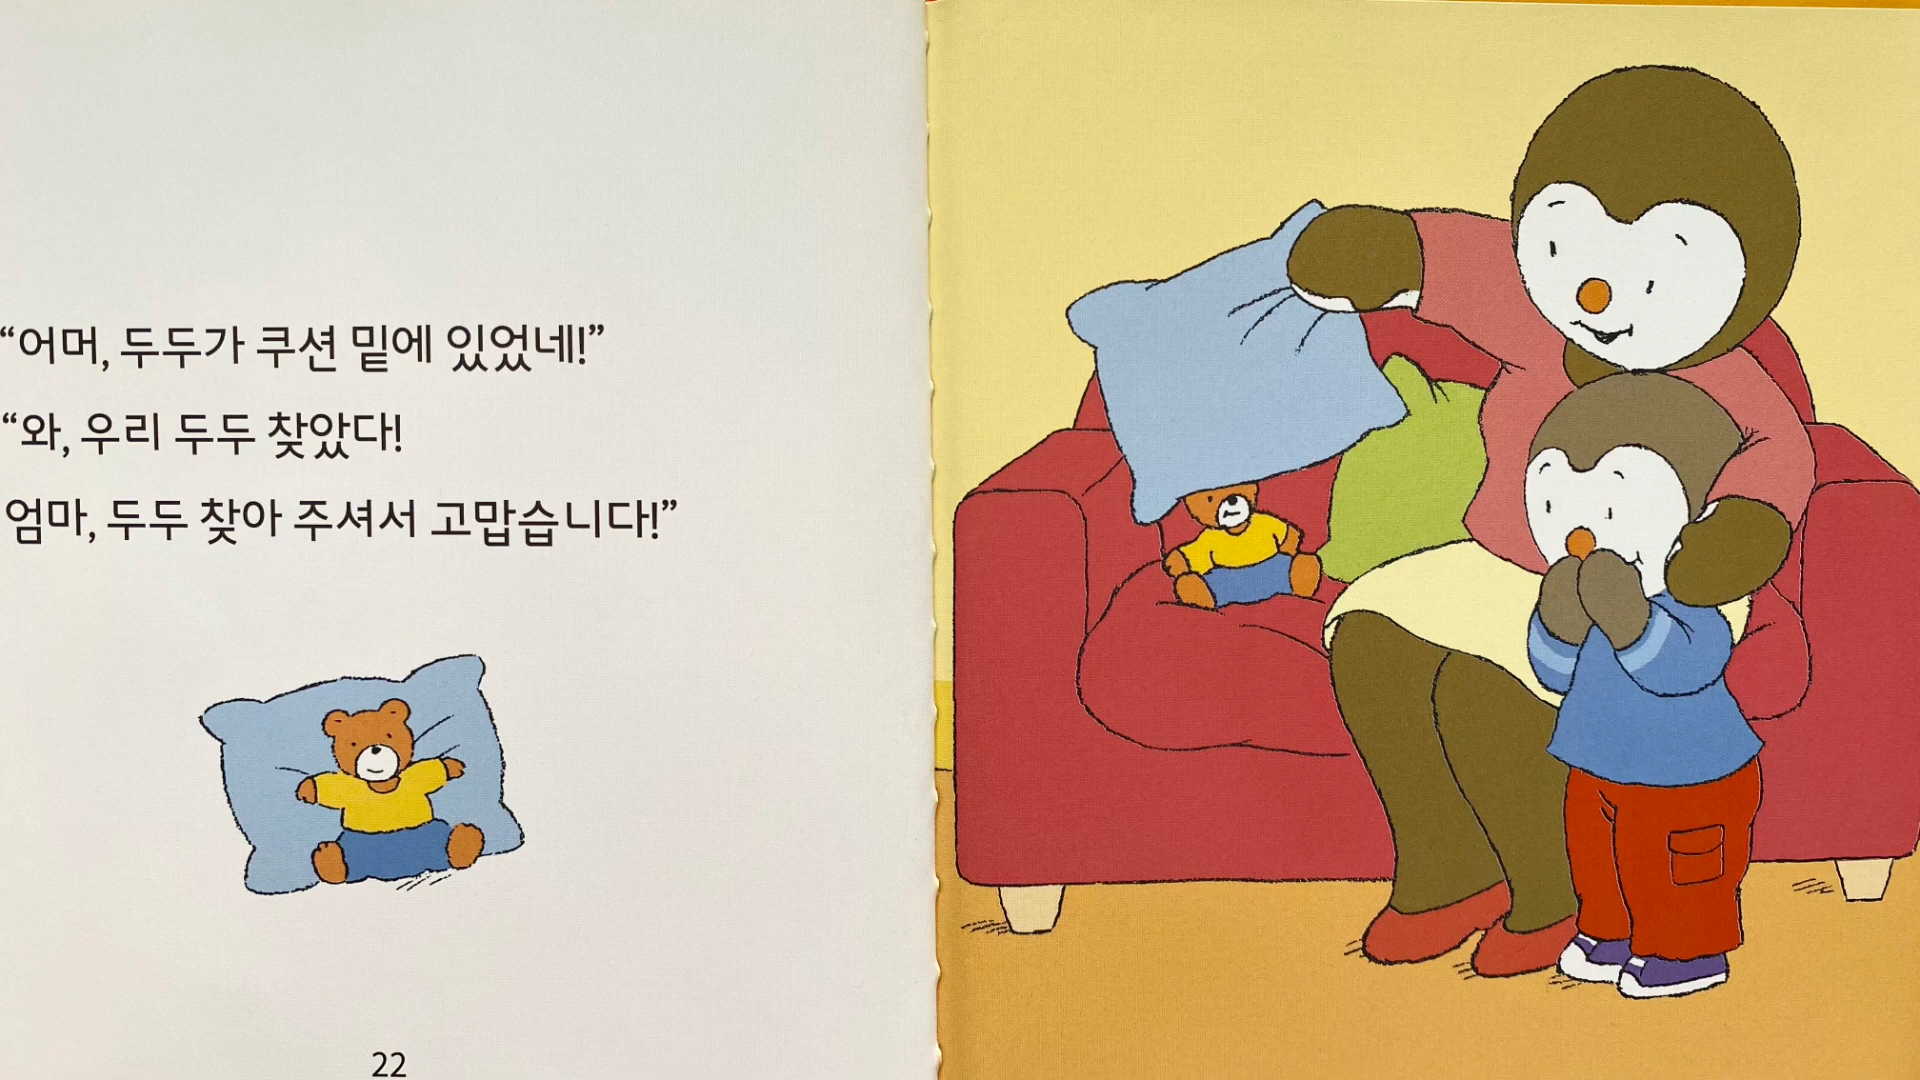 “어머, 두두가 쿠션 밑에 있었네!”
“와, 우리 두두 찾았다!
엄마, 두두 찾아 주셔서 고맙습니다!”
22